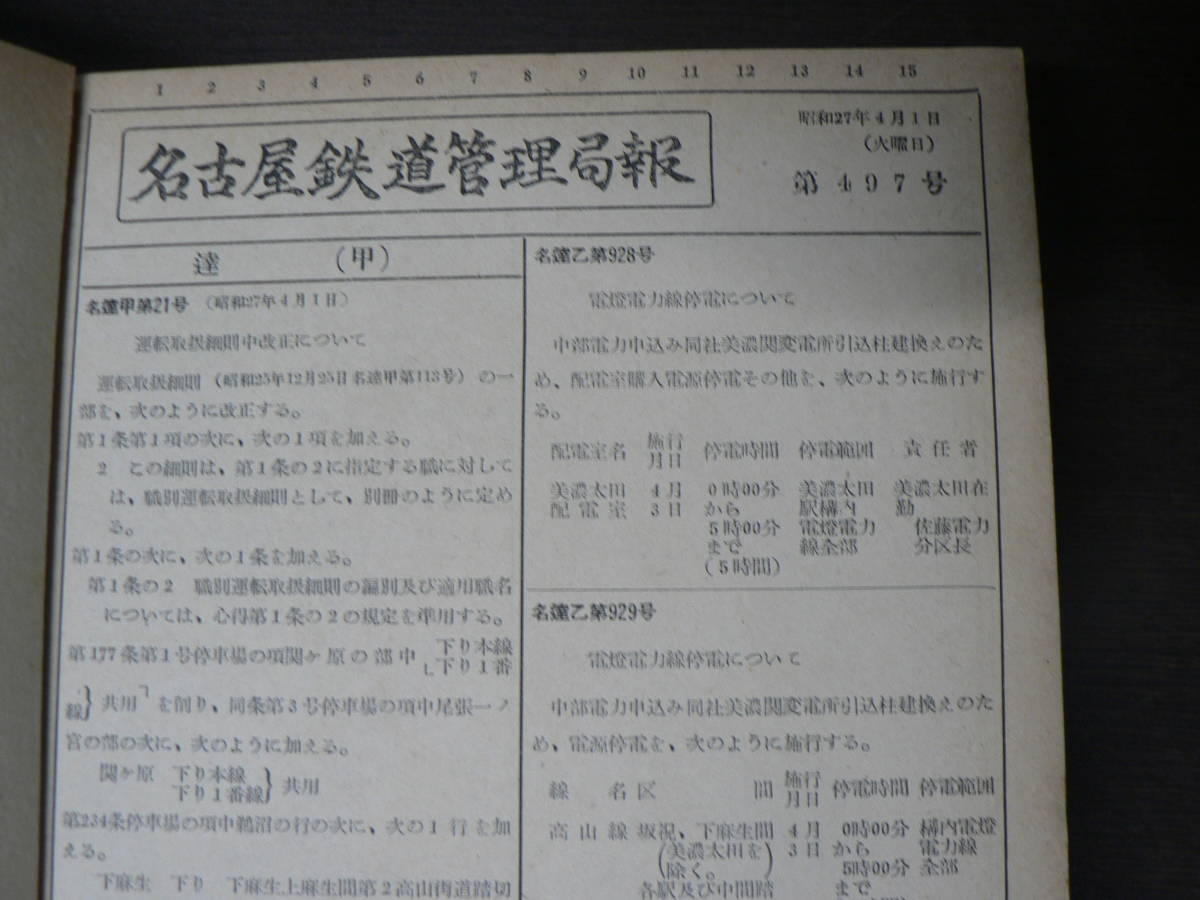 1 2 3 4 5 6 7 8 9 10 11 12 13 14 15
名古屋鉄道管理局報
昭和27年4月1日
(火曜日)
第497号
達 (甲)
名達甲第21号 (昭和27年4月1日)
運転取扱細則中改正について
運転取扱細則 (昭和25年12月25日名達甲第113号) の一
部を、次のように改正する。
第1条第1項の次に、次の1項を加える。
2 この細則は、第1条の2に指定する職に対して
は、職別運転取扱細則として、別冊のように定め
る。
第1条の次に、次の1条を加える。
第1条の2 職別運転取扱細則の編別及び適用職名
については、心得第1条の2の規定を準用する。
第177条第1号停車場の項関ケ原の部中「下り本線
下り1番
線}共用」を削り、同条第3号停車場の項中尾張一ノ
宮の部の次に、次のように加える。
関ケ原 下り本線
下り1番線}共用
第234条停車場の項中鵜沼の行の次に、次の1行を加
える。
下麻生 下り 下麻生上麻生間第2高山街道踏切
名達乙第928号
電燈電力線停電について
中部電力申込み同社美濃関変電所引込柱建換えのた
め、配電室購入電源停電その他を、次のように施行す
る。
配電室名 施行月日 停電時間 停電範囲 責任者
美濃太田 4月 0時00分 美濃太田 美濃太田在
配電室 3日 から 駅構内 勤
5時00分 電燈電力 佐藤電力
まで 線全部 分区長
(5時間)
名達乙第929号
電燈電力線停電について
中部電力申込み同社美濃関変電所引込柱建換えのた
め、電源停電を、次のように施行する。
線名 区間 施行月日 停電時間 停電範囲
高山線 坂祝、下麻生間 4月 0時00分 構内電燈
(美濃太田を 3日 から 電力線
除く。) 5時00分 全部
各駅及び中間踏 まで